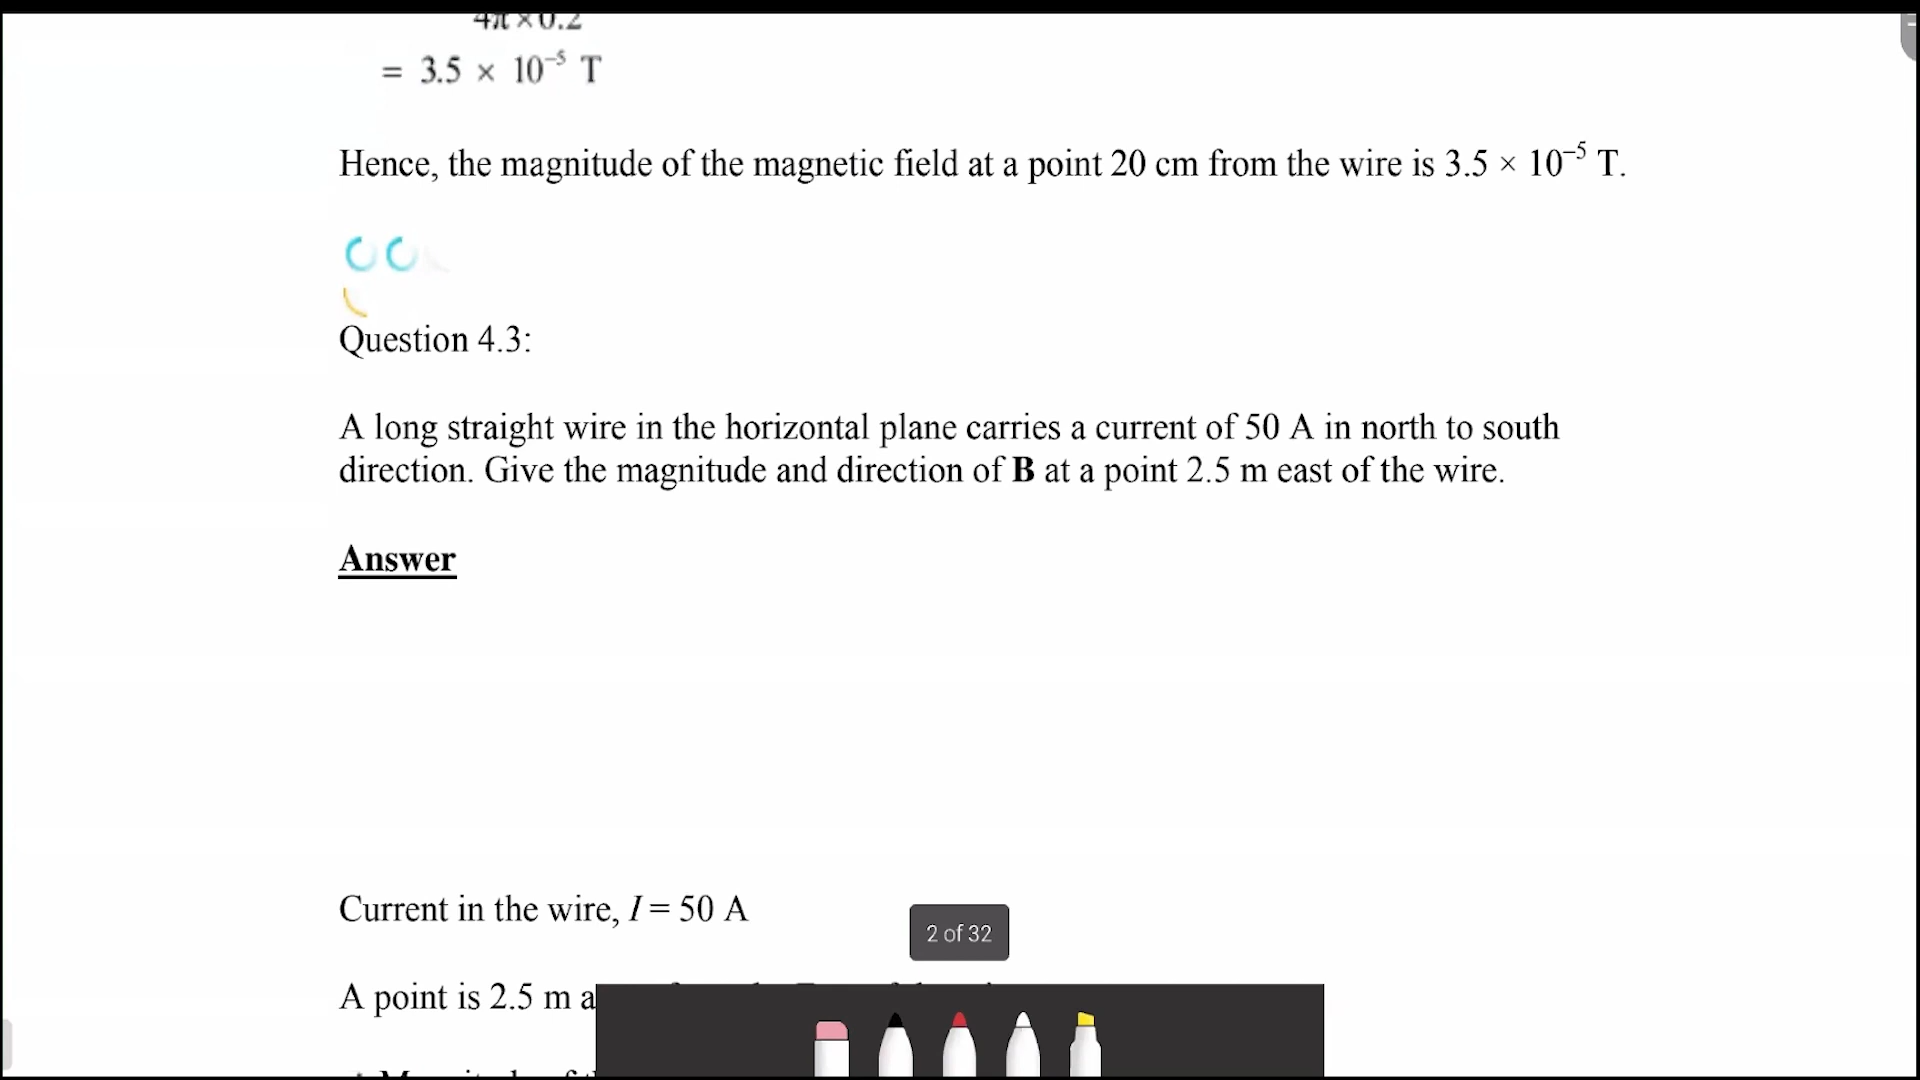 4π × 0.2
= 3.5 × 10⁻⁵ T
Hence, the magnitude of the magnetic field at a point 20 cm from the wire is 3.5 × 10⁻⁵ T.
Question 4.3:
A long straight wire in the horizontal plane carries a current of 50 A in north to south
direction. Give the magnitude and direction of B at a point 2.5 m east of the wire.
Answer
Current in the wire, I = 50 A
2 of 32
A point is 2.5 m a